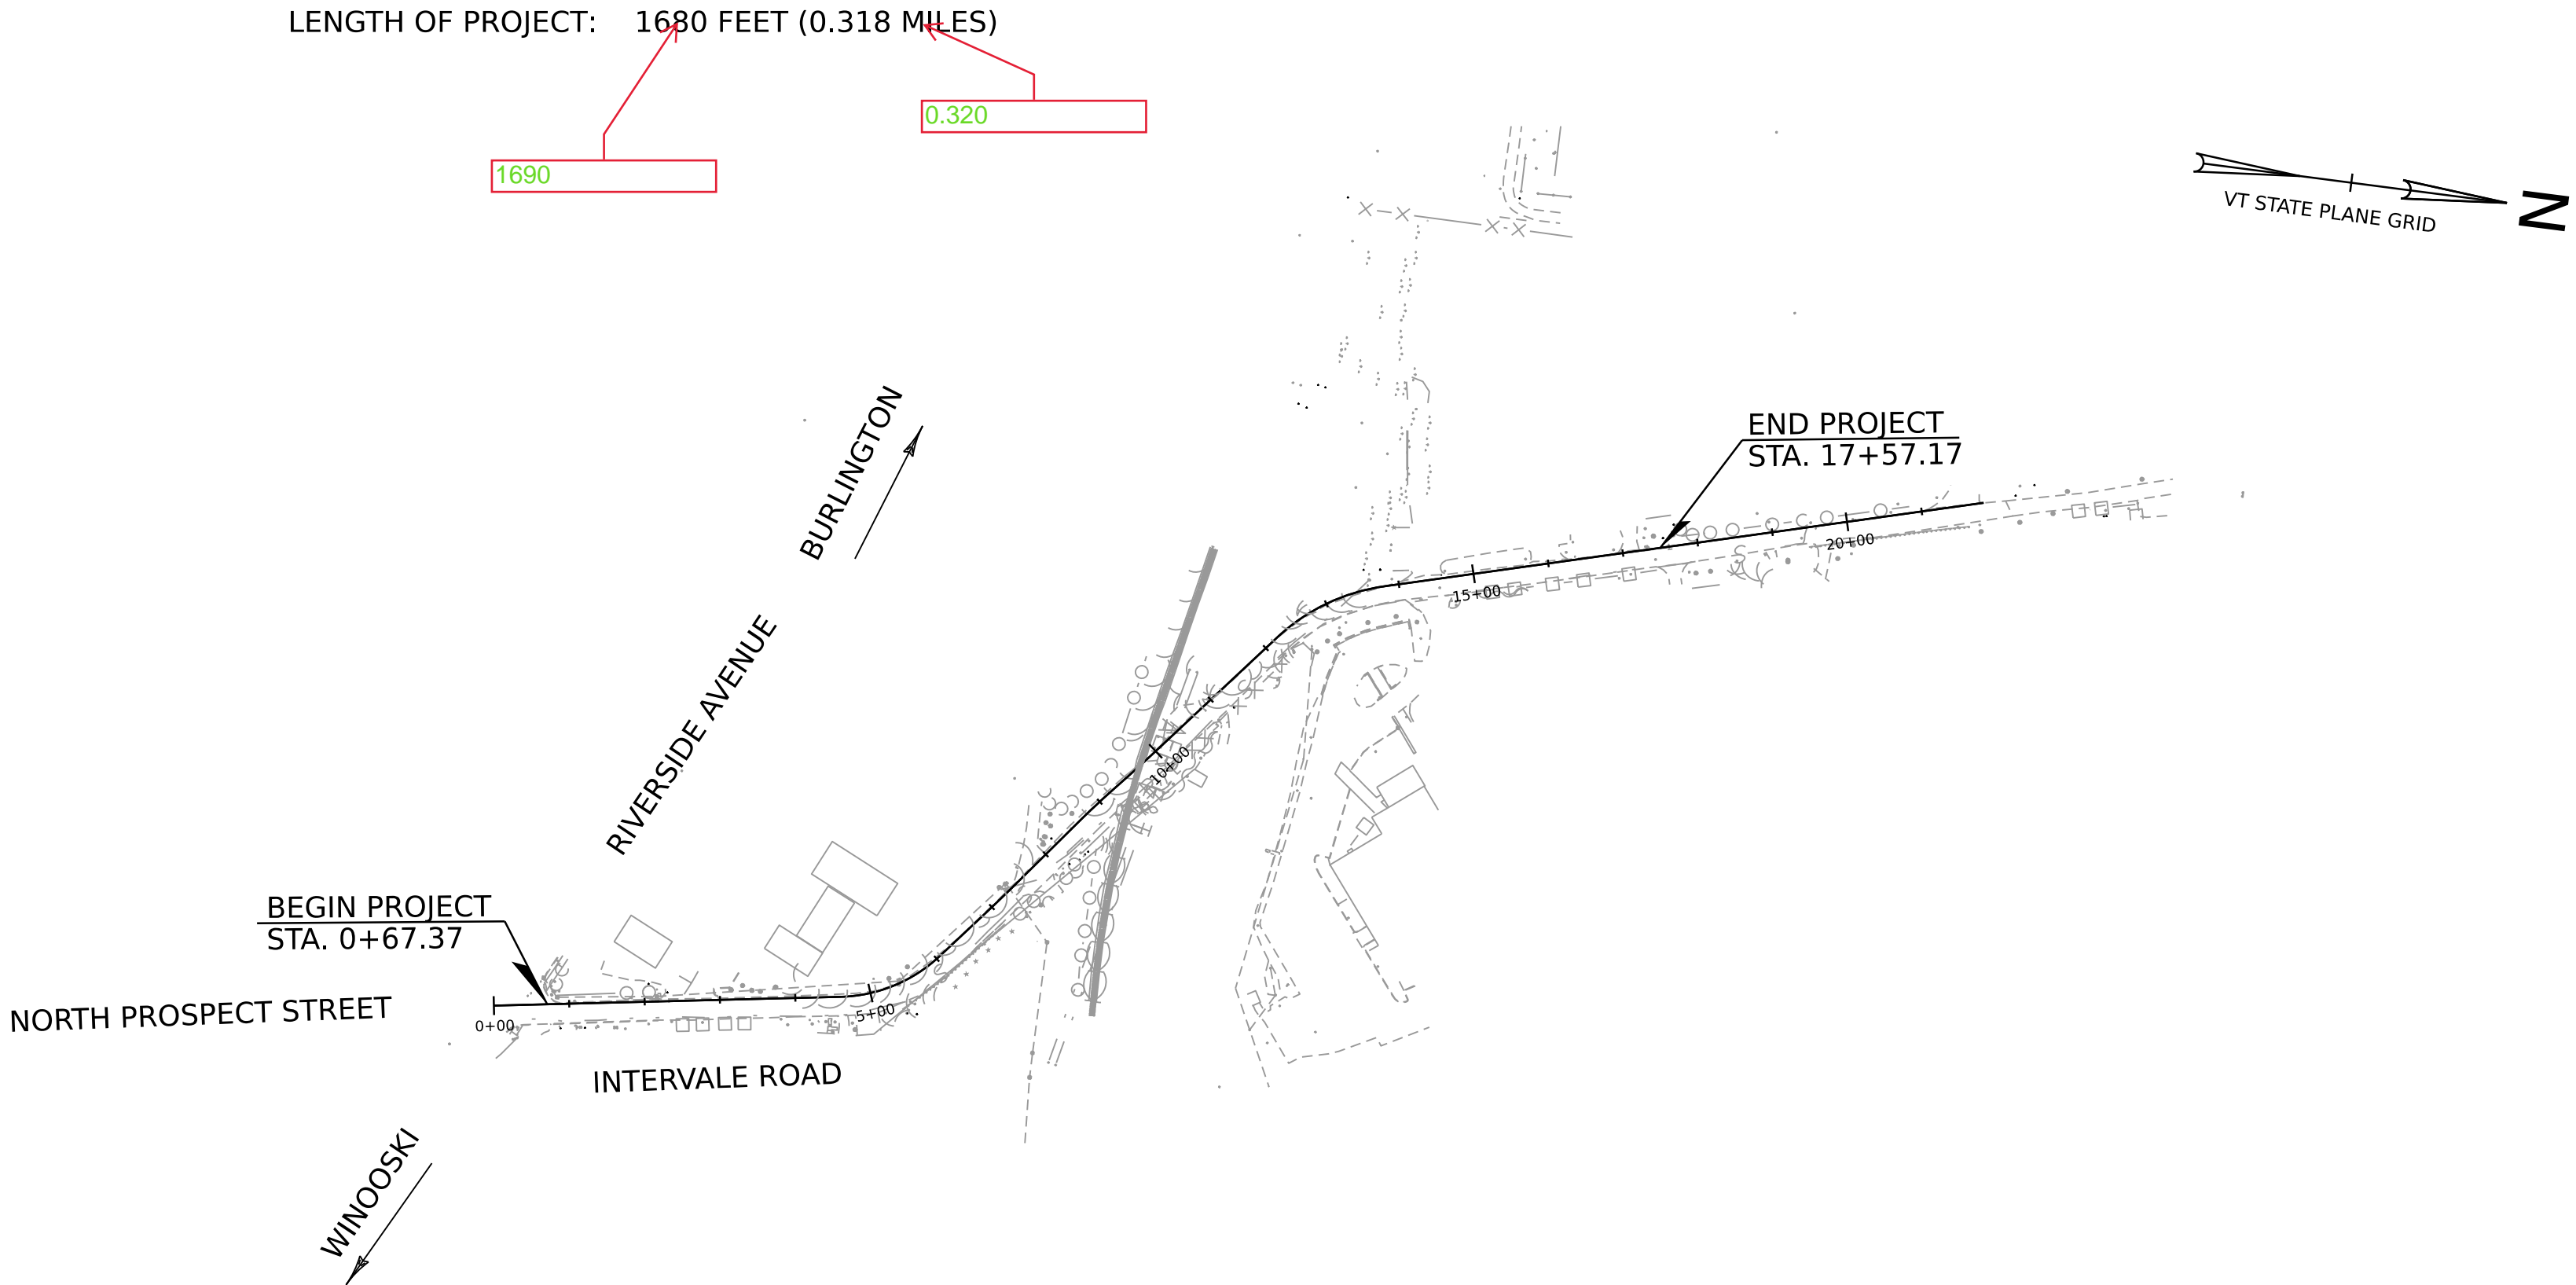 LENGTH OF PROJECT: 1680 FEET (0.318 MILES)
0.320
1690
VT STATE PLANE GRID
N
BURLINGTON
END PROJECT
STA. 17+57.17
20+00
15+00
RIVERSIDE AVENUE
10+00
BEGIN PROJECT
STA. 0+67.37
NORTH PROSPECT STREET
0+00
5+00
INTERVALE ROAD
WINOOSKI